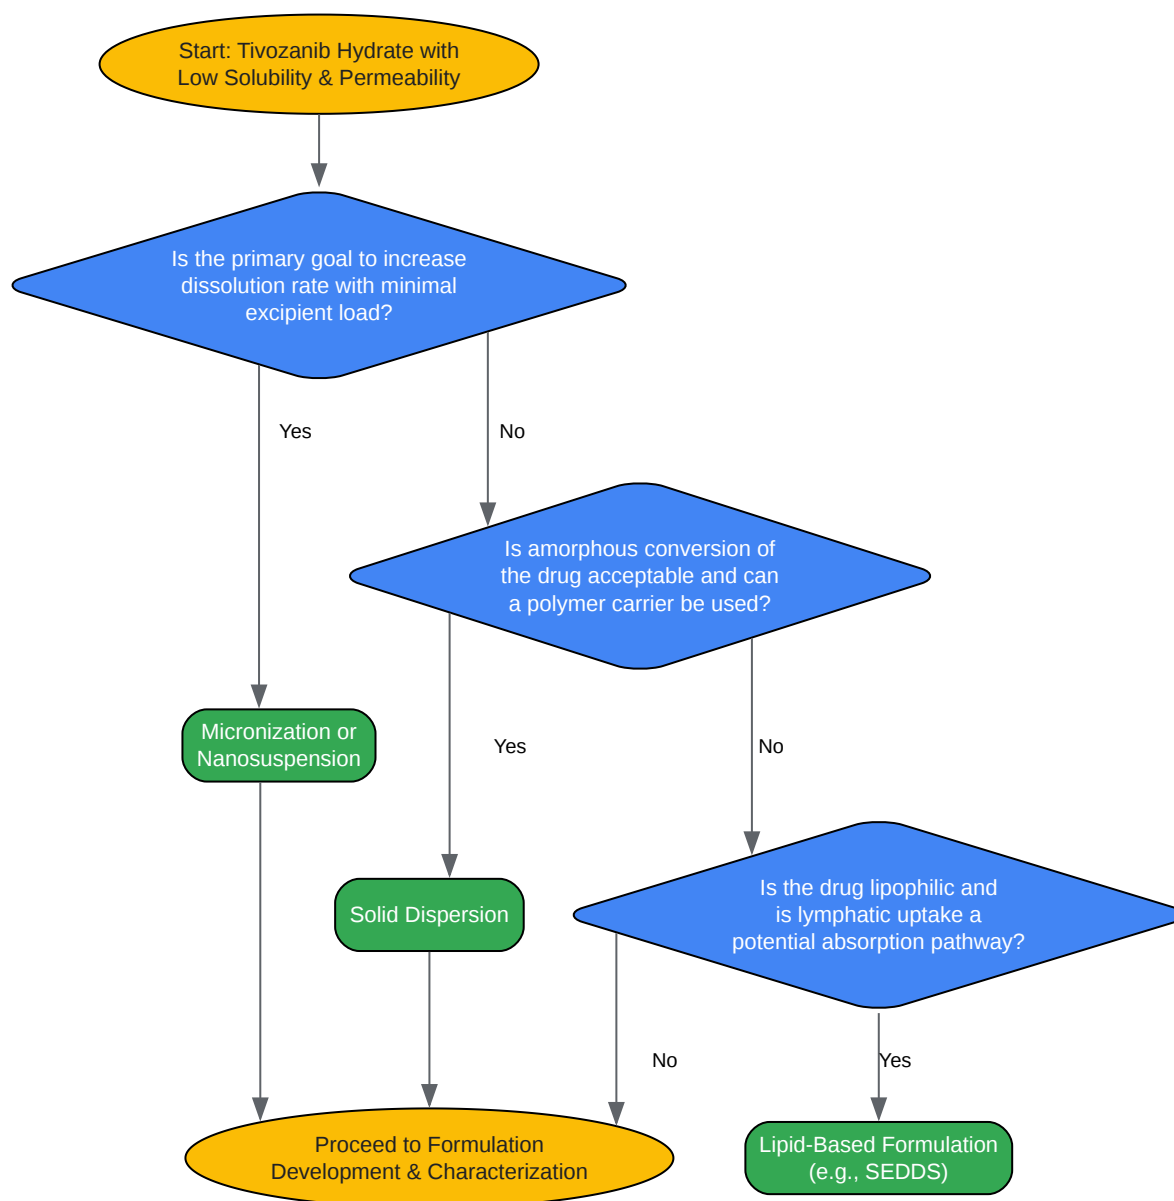 Start: Tivozanib Hydrate with
Low Solubility & Permeability
Is the primary goal to increase
dissolution rate with minimal
excipient load?
Yes
No
Is amorphous conversion of
the drug acceptable and can
a polymer carrier be used?
Micronization or
Nanosuspension
Yes
No
Solid Dispersion
Is the drug lipophilic and
is lymphatic uptake a
potential absorption pathway?
No
Yes
Proceed to Formulation
Development & Characterization
Lipid-Based Formulation
(e.g., SEDDS)